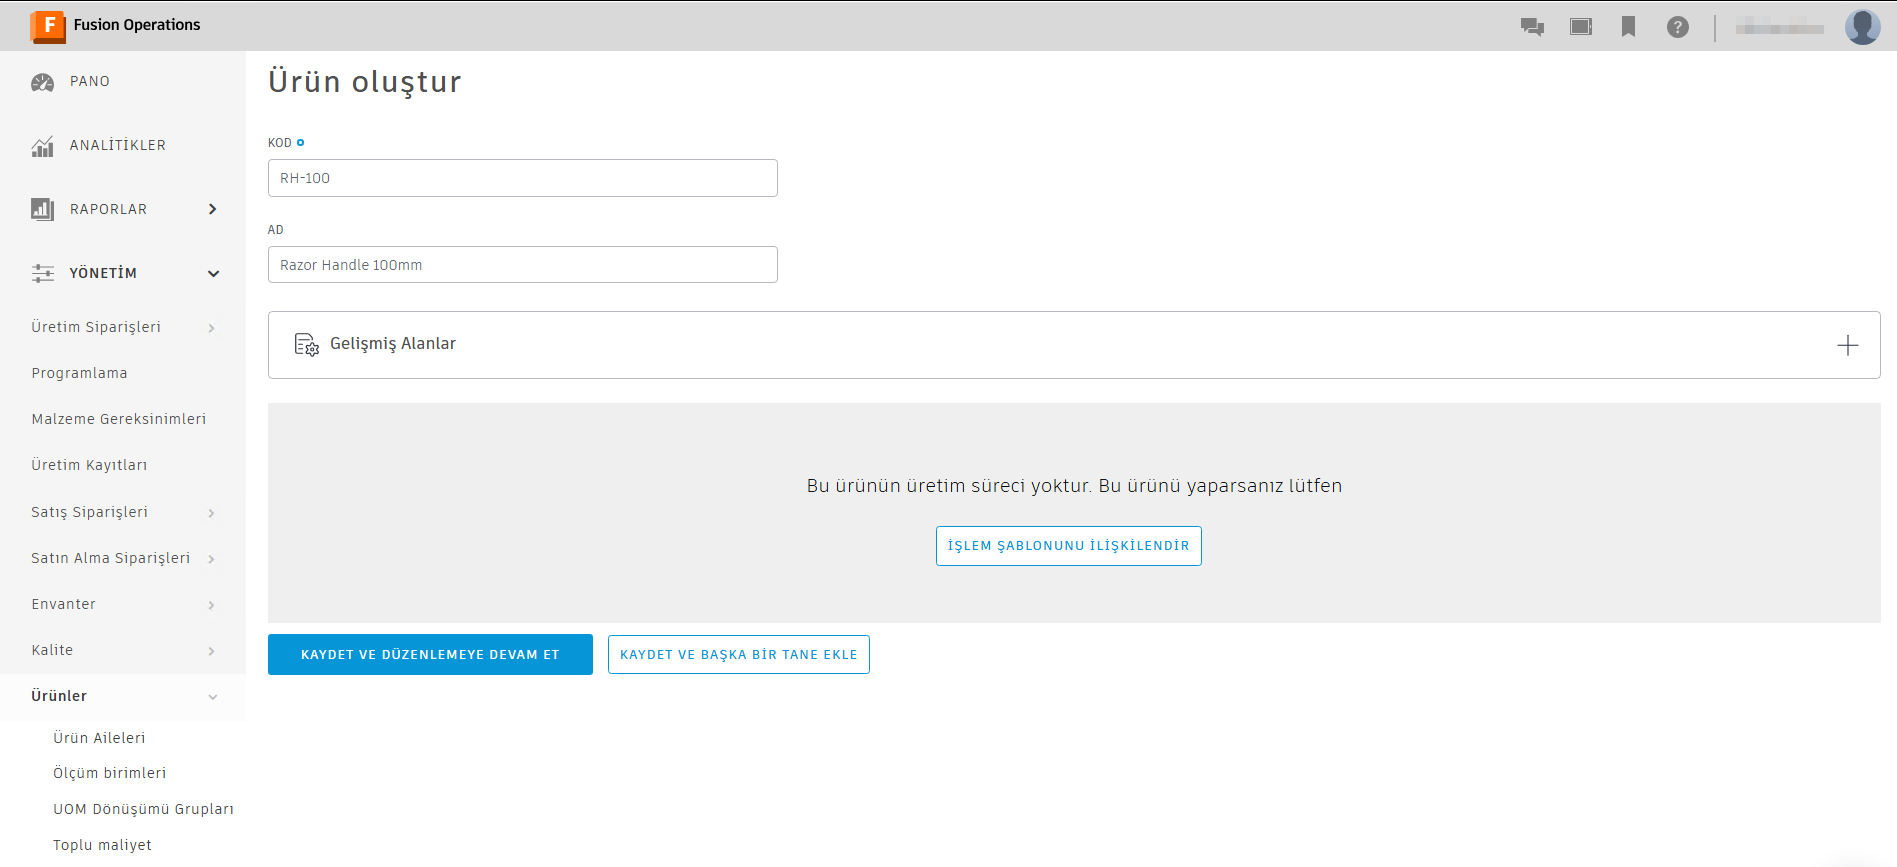 F Fusion Operations
?
PANO
ANALİTİKLER
RAPORLAR
YÖNETİM
Üretim Siparişleri
Programlama
Malzeme Gereksinimleri
Üretim Kayıtları
Satış Siparişleri
Satın Alma Siparişleri
Envanter
Kalite
Ürünler
Ürün Aileleri
Ölçüm birimleri
UOM Dönüşümü Grupları
Toplu maliyet
Ürün oluştur
KOD
RH-100
AD
Razor Handle 100mm
Gelişmiş Alanlar
Bu ürünün üretim süreci yoktur. Bu ürünü yaparsanız lütfen
İŞLEM ŞABLONUNU İLİŞKİLENDİR
KAYDET VE DÜZENLEMEYE DEVAM ET
KAYDET VE BAŞKA BİR TANE EKLE